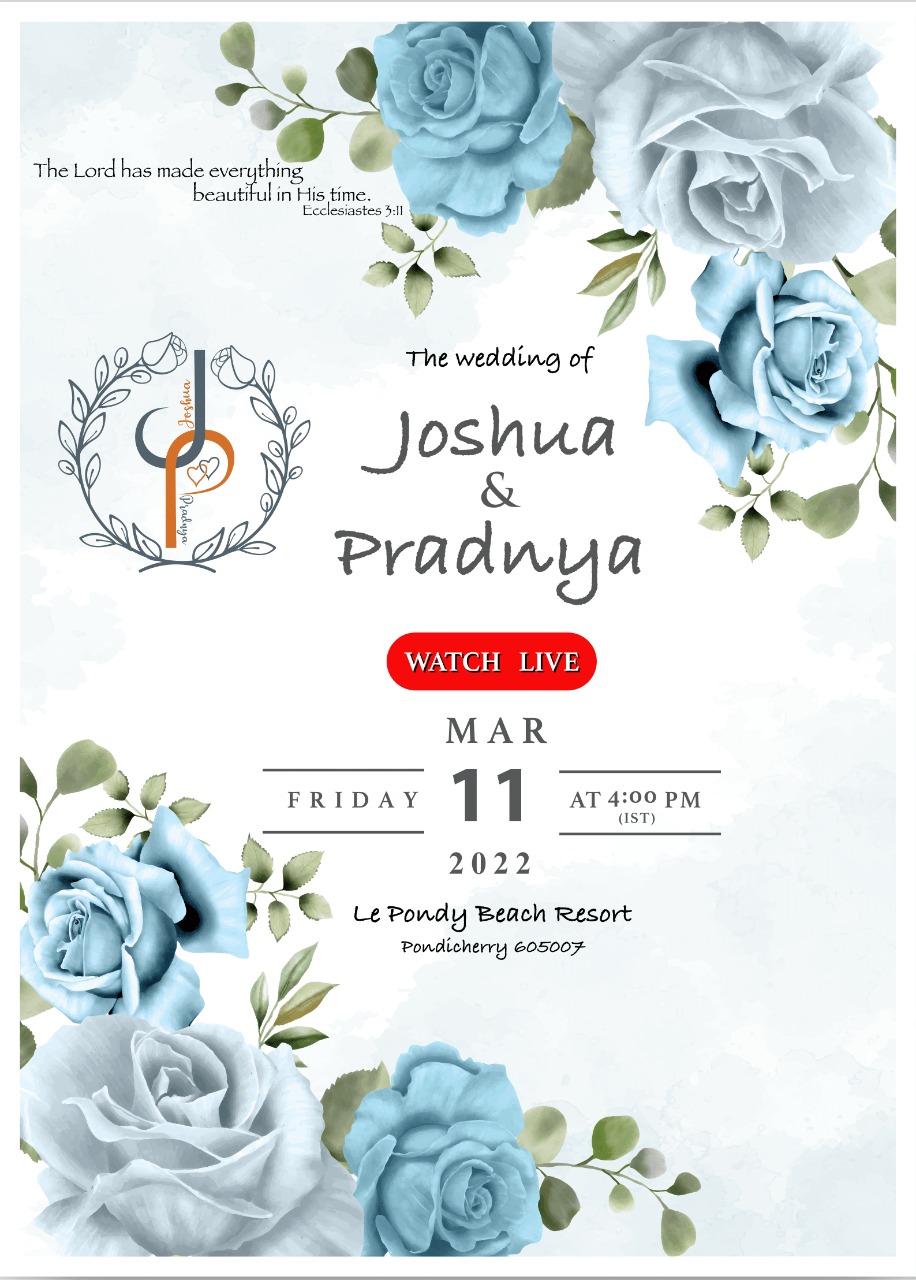 The Lord has made everything
beautiful in His time.
Ecclesiastes 3:11
Joshua
Pradnya
The wedding of
Joshua
&
Pradnya
WATCH LIVE
MAR
FRIDAY 11 AT 4:00 PM
(IST)
2022
Le Pondy Beach Resort
Pondicherry 605007